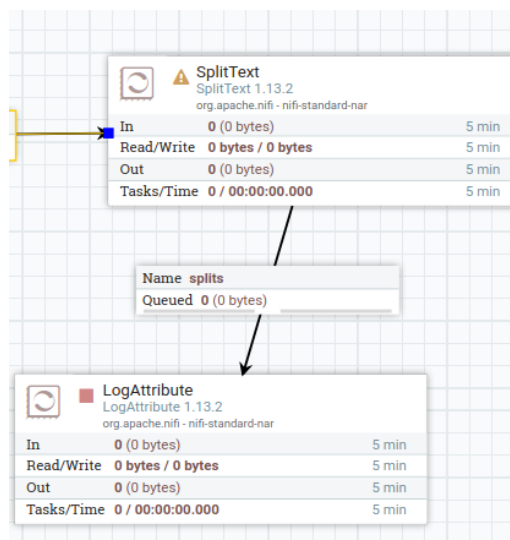 SplitText
SplitText 1.13.2
org.apache.nifi - nifi-standard-nar
In 0 (0 bytes) 5 min
Read/Write 0 bytes / 0 bytes 5 min
Out 0 (0 bytes) 5 min
Tasks/Time 0 / 00:00:00.000 5 min
Name splits
Queued 0 (0 bytes)
LogAttribute
LogAttribute 1.13.2
org.apache.nifi - nifi-standard-nar
In 0 (0 bytes) 5 min
Read/Write 0 bytes / 0 bytes 5 min
Out 0 (0 bytes) 5 min
Tasks/Time 0 / 00:00:00.000 5 min